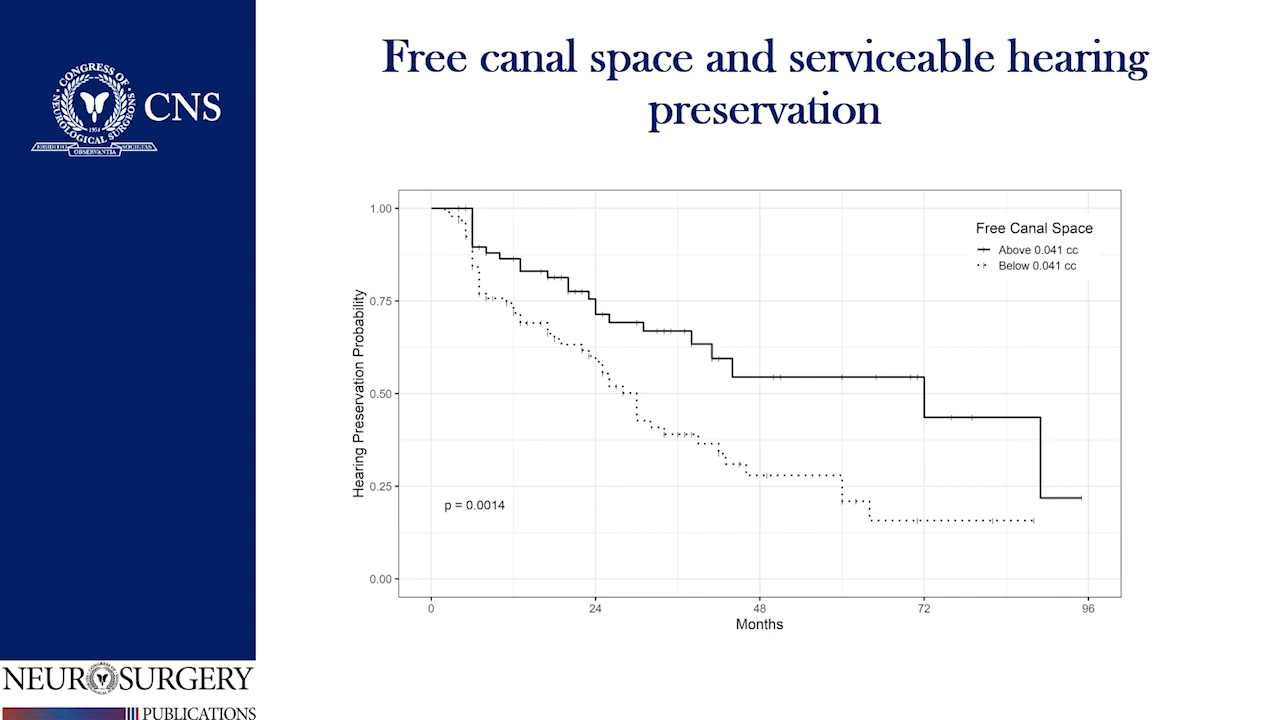 Free canal space and serviceable hearing
preservation
CONGRESS OF
NEUROLOGICAL SURGEONS
1951
EXHIBITIO
OBSERVANTIA
SOCIETAS
CNS
Free Canal Space
Above 0.041 cc
Below 0.041 cc
Hearing Preservation Probability
1.00
0.75
0.50
0.25
0.00
p = 0.0014
0 24 48 72 96
Months
NEUROSURGERY
PUBLICATIONS